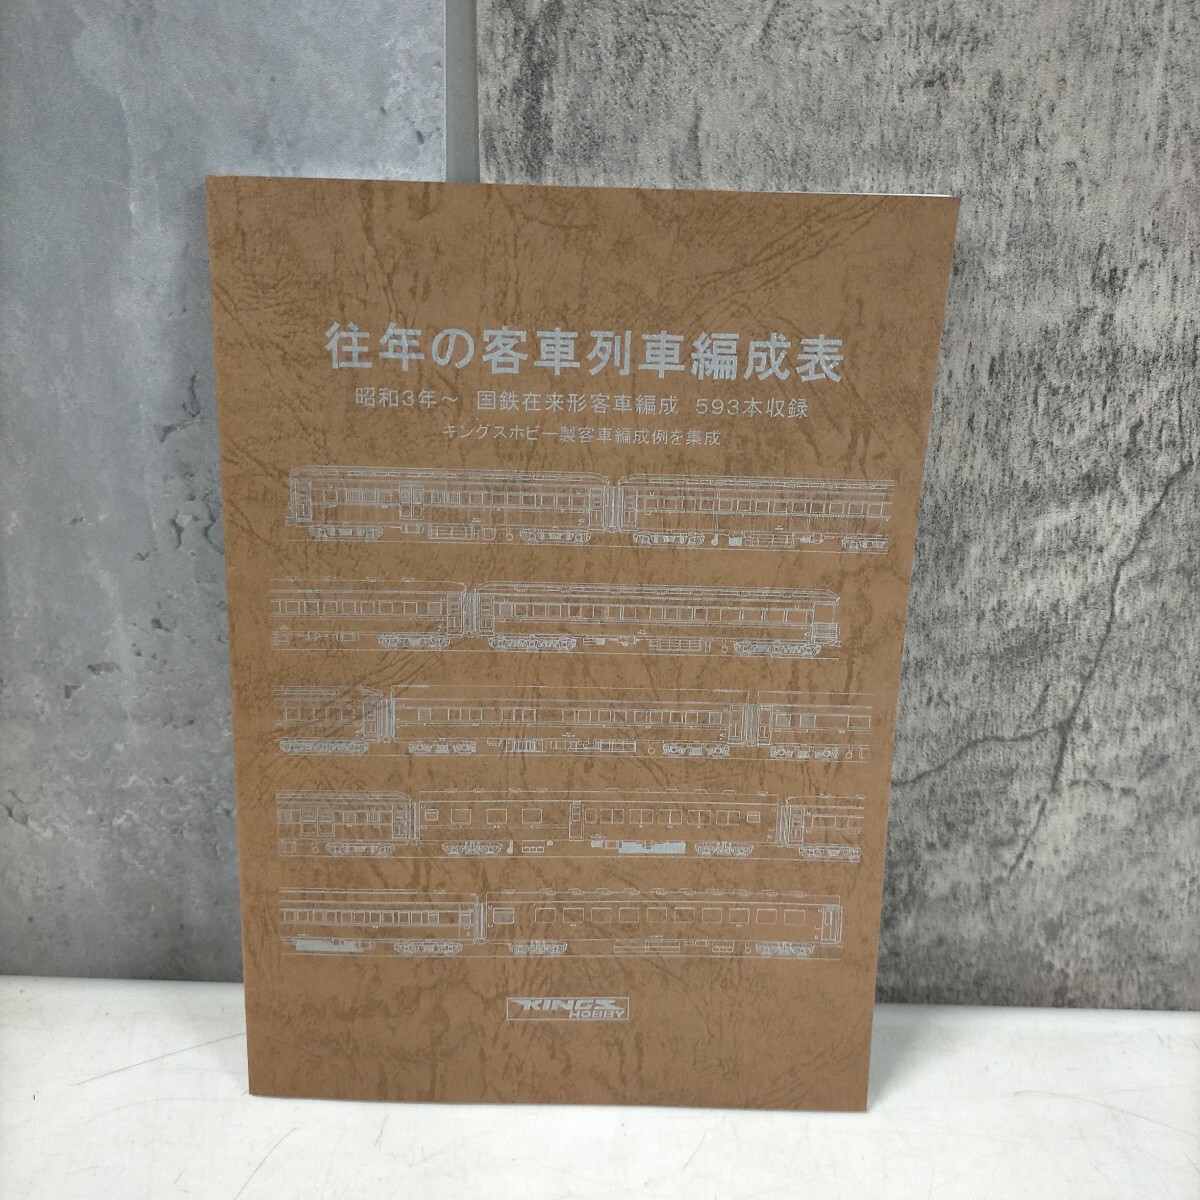 往年の客車列車編成表
昭和3年～ 国鉄在来形客車編成 593本収録
キングスホビー製客車編成例を集成
KINGS
HOBBY